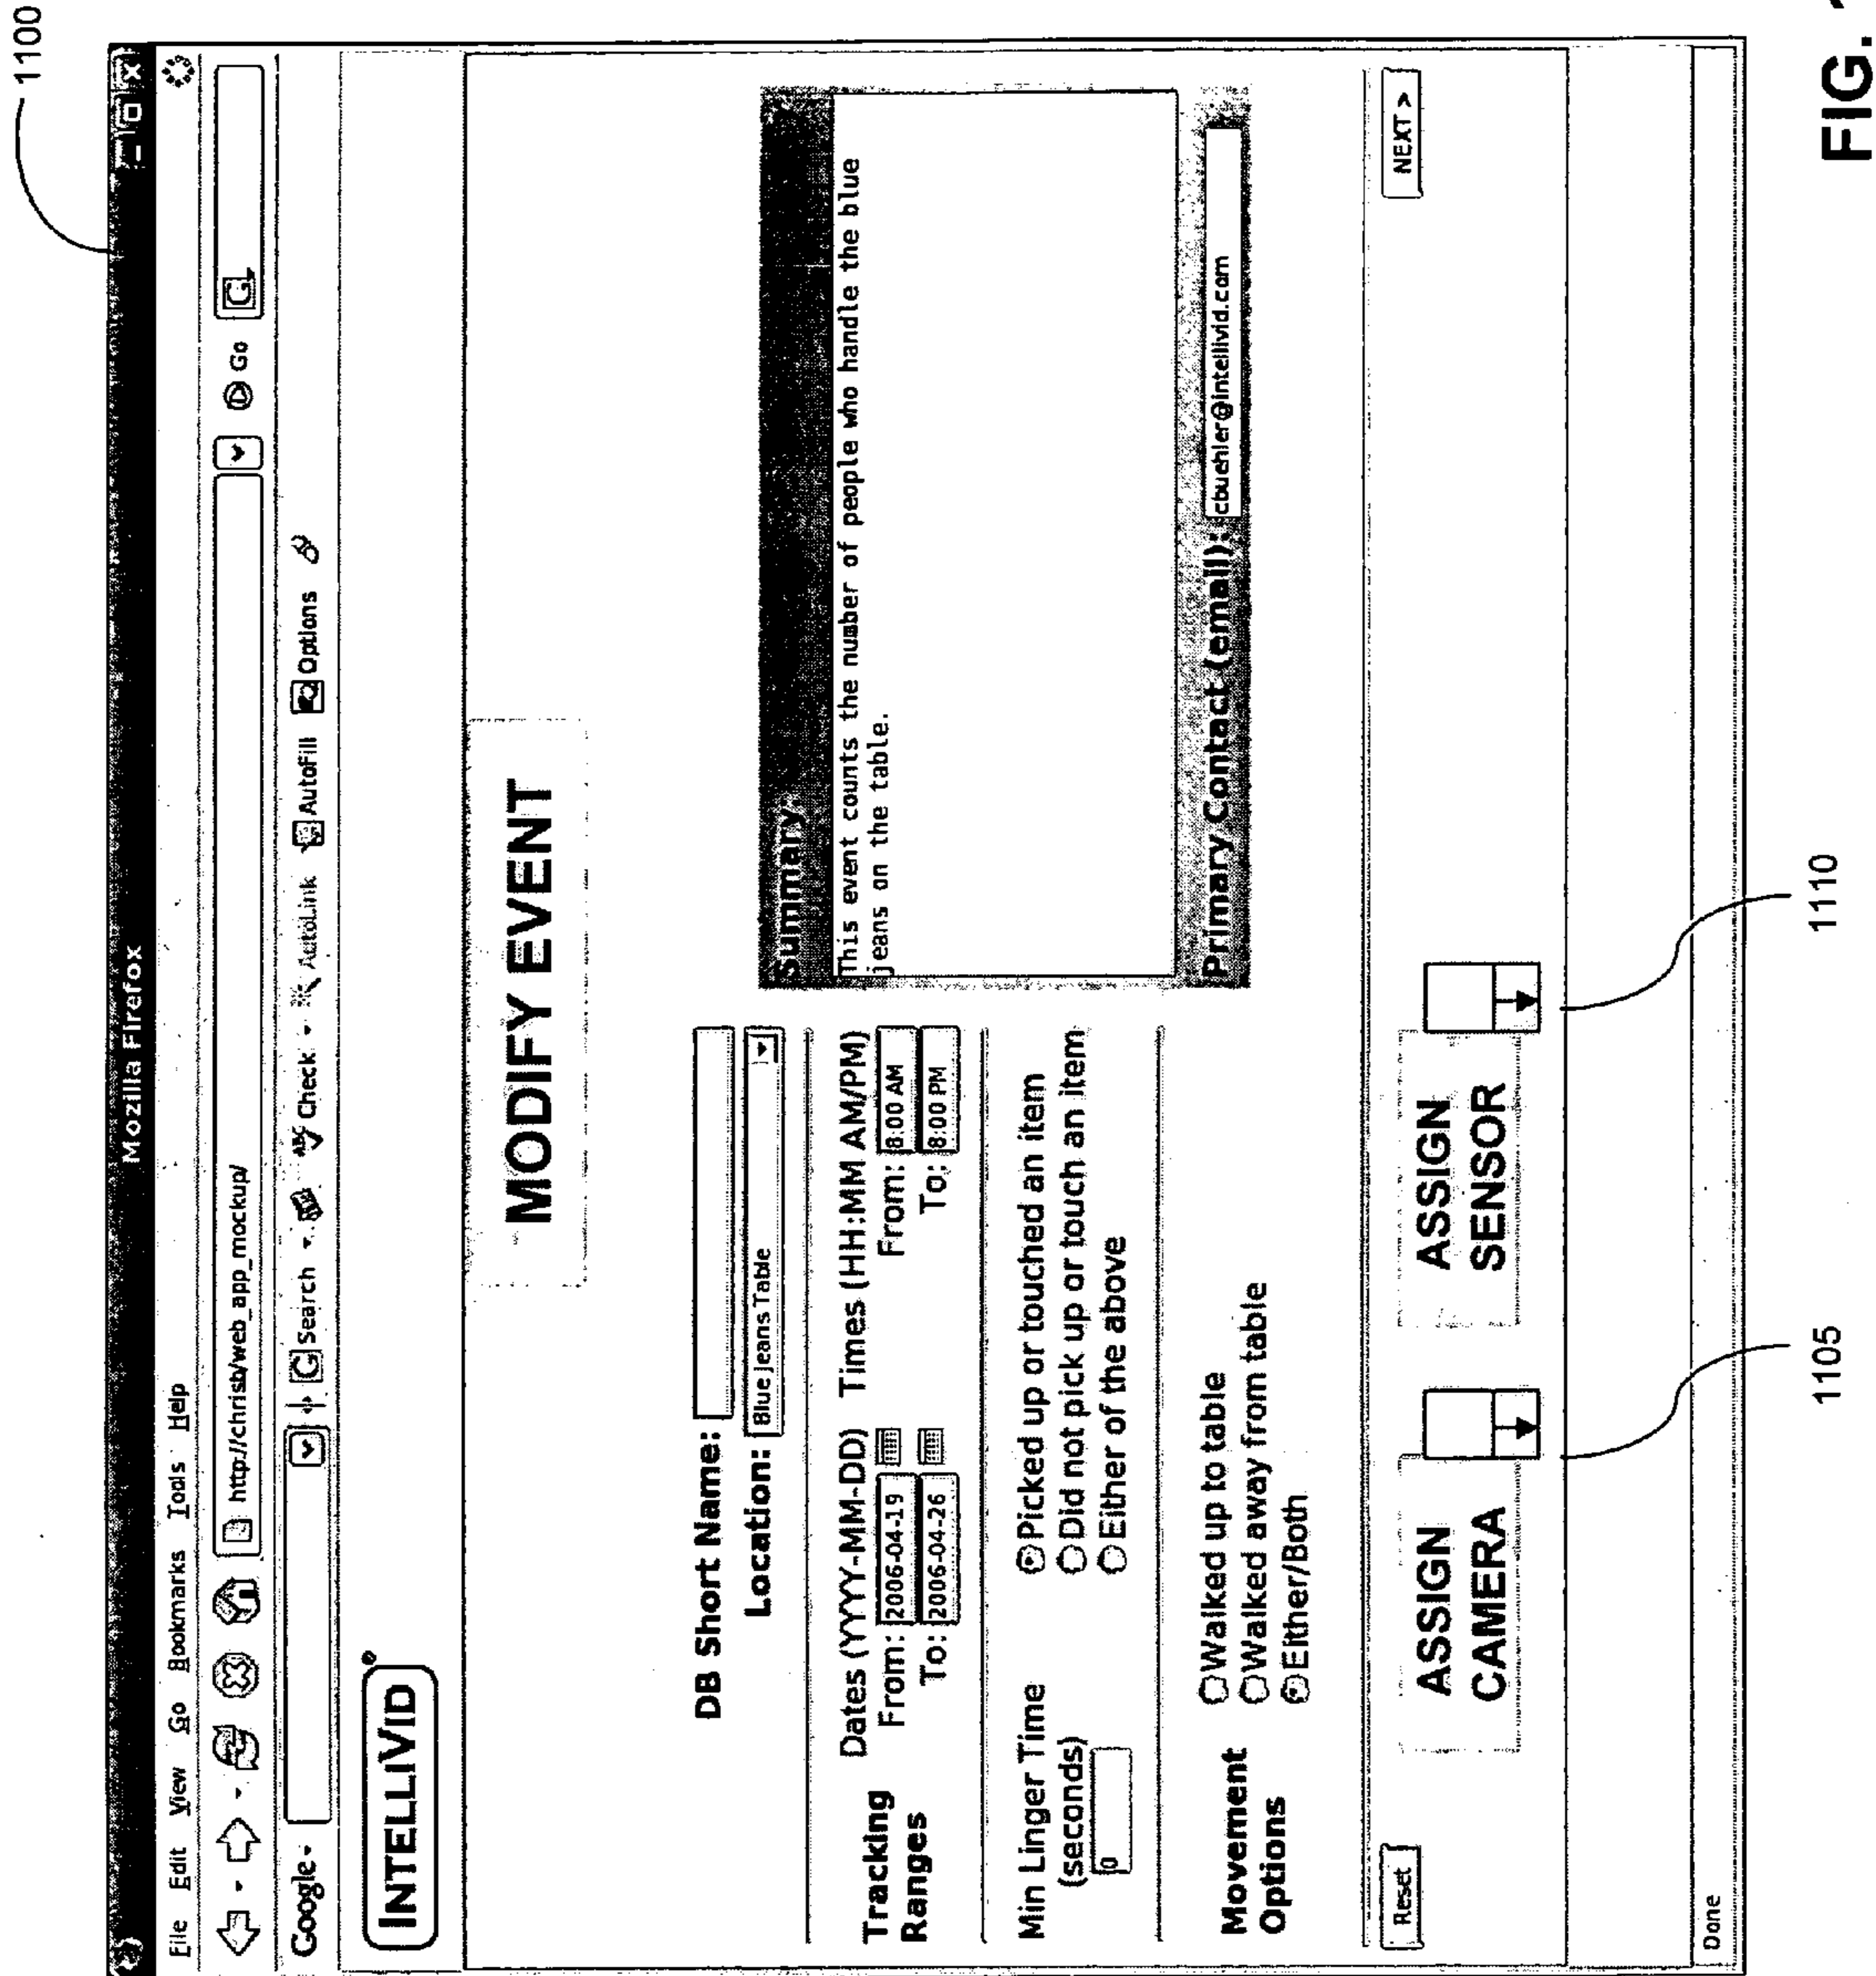 1100
Mozilla Firefox
File Edit View Go Bookmarks Tools Help
http://chrisb/web_app_mockup/
Go
G
Google
G Search
ABC Check
AutoLink
AutoFill
Options
INTELLIVID
MODIFY EVENT
DB Short Name:
Location: Blue Jeans Table
Summary
This event counts the number of people who handle the blue
jeans on the table.
Primary Contact (email): cbuehler@intellivid.com
Tracking
Ranges
Dates (YYYY-MM-DD) Times (HH:MM AM/PM)
From: 2006-04-19 From: 8:00 AM
To: 2006-04-26 To: 8:00 PM
Min Linger Time
(seconds)
0
Picked up or touched an item
Did not pick up or touch an item
Either of the above
Movement
Options
Walked up to table
Walked away from table
Either/Both
Reset
NEXT >
ASSIGN
CAMERA
ASSIGN
SENSOR
Done
1105
1110
FIG.